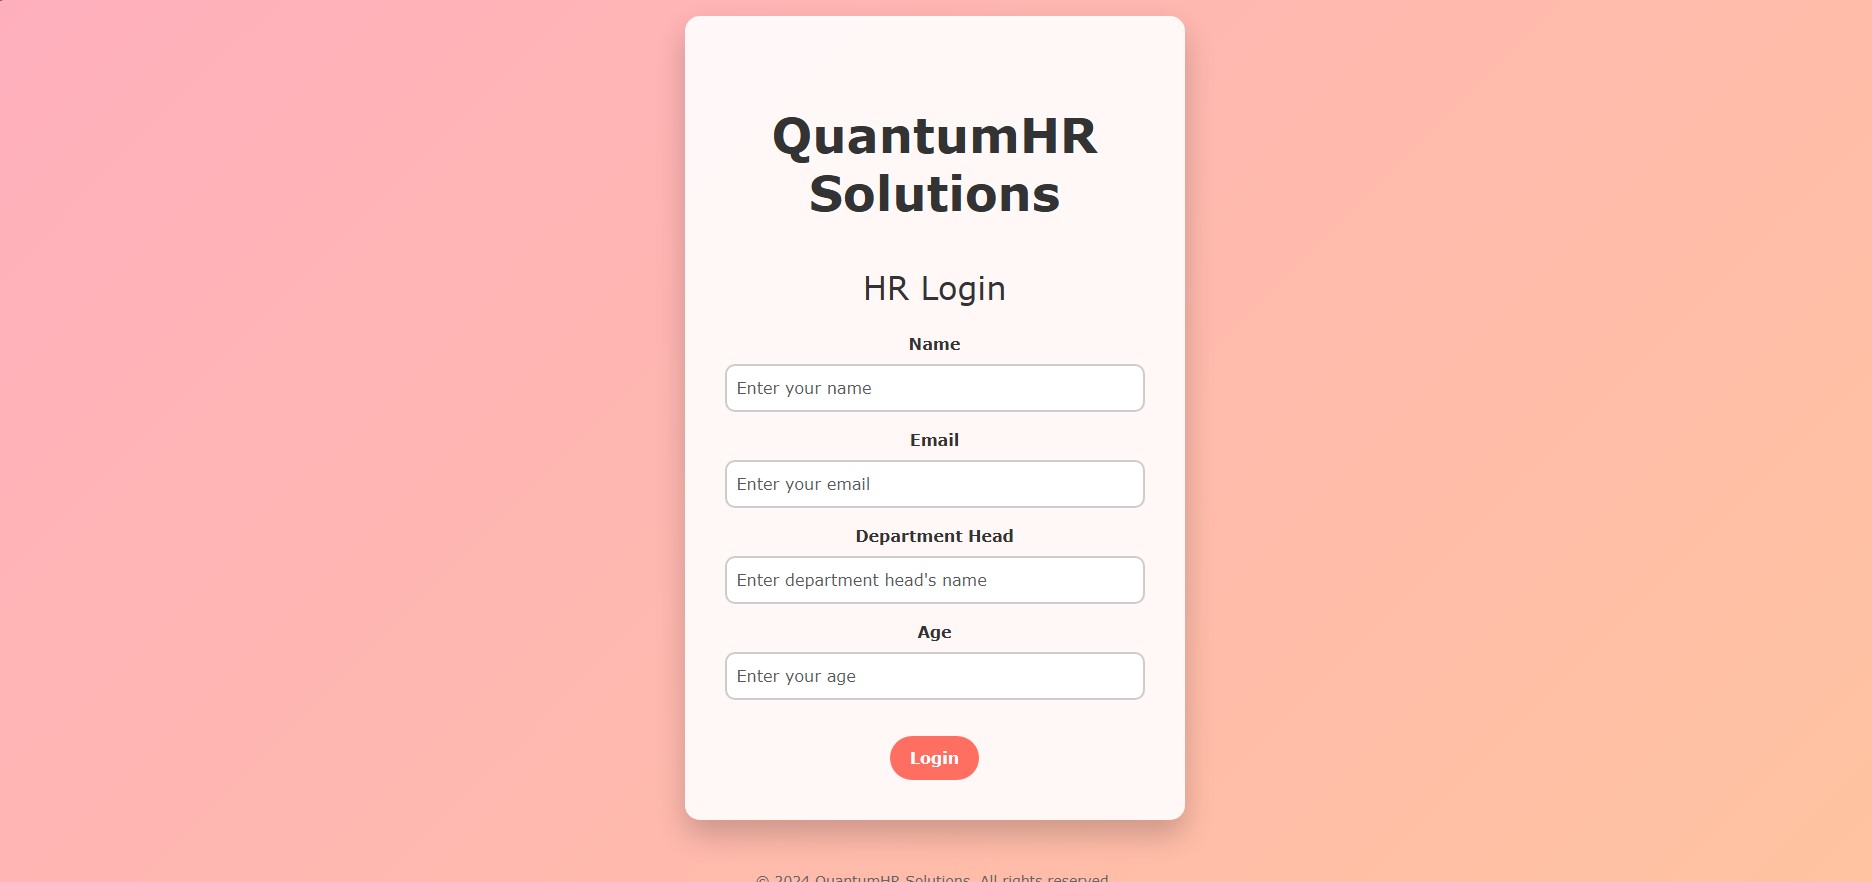 QuantumHR
Solutions
HR Login
Name
Enter your name
Email
Enter your email
Department Head
Enter department head's name
Age
Enter your age
Login
© 2024 QuantumHR Solutions. All rights reserved.